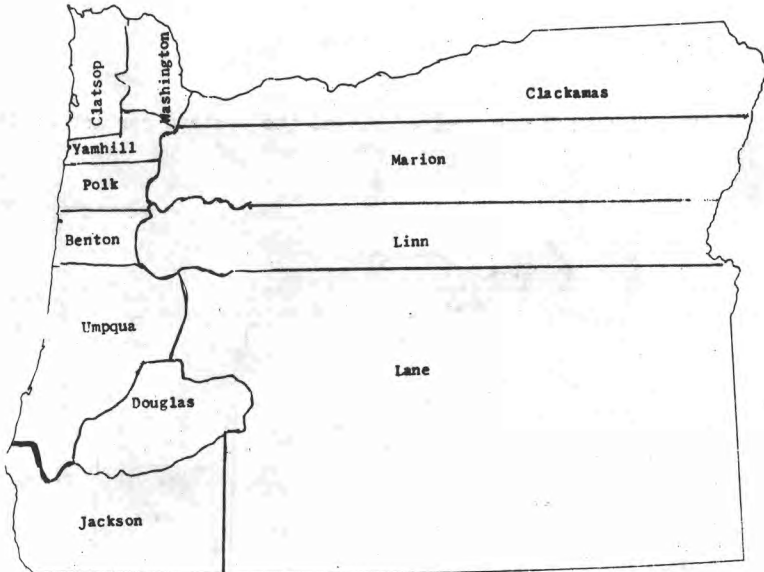 Clatsop
Washington
Clackamas
Yamhill
Marion
Polk
Benton
Linn
Umpqua
Lane
Douglas
Jackson